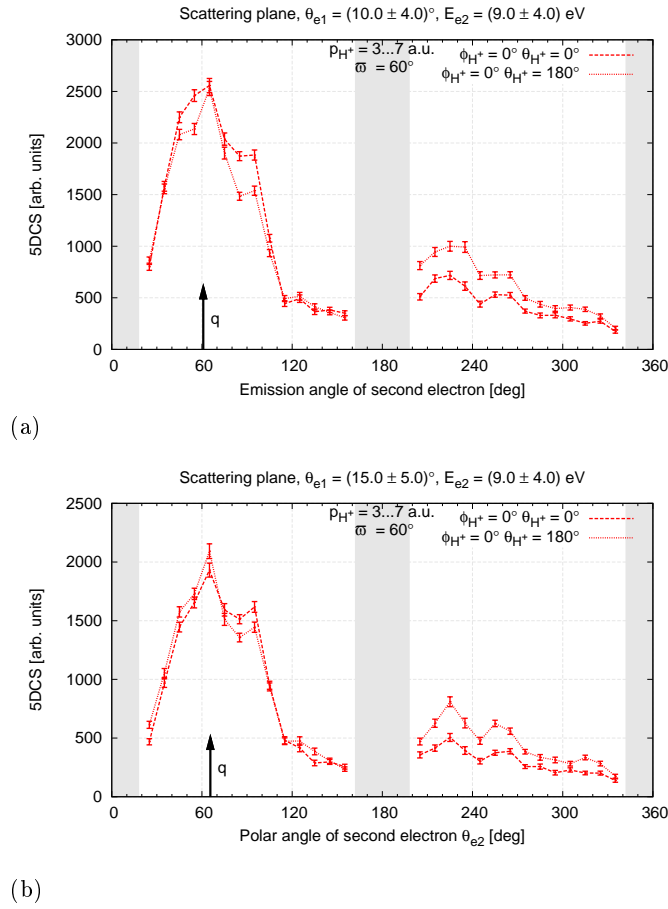 Scattering plane, θe1 = (10.0 ± 4.0)°, Ee2 = (9.0 ± 4.0) eV
pH+ = 3...7 a.u.
ϖ = 60°
ϕH+ = 0° θH+ = 0°
ϕH+ = 0° θH+ = 180°
3000
2500
2000
1500
1000
500
0
5DCS [arb. units]
q
0 60 120 180 240 300 360
Emission angle of second electron [deg]
(a)
Scattering plane, θe1 = (15.0 ± 5.0)°, Ee2 = (9.0 ± 4.0) eV
pH+ = 3...7 a.u.
ϖ = 60°
ϕH+ = 0° θH+ = 0°
ϕH+ = 0° θH+ = 180°
2500
2000
1500
1000
500
0
5DCS [arb. units]
q
0 60 120 180 240 300 360
Polar angle of second electron θe2 [deg]
(b)